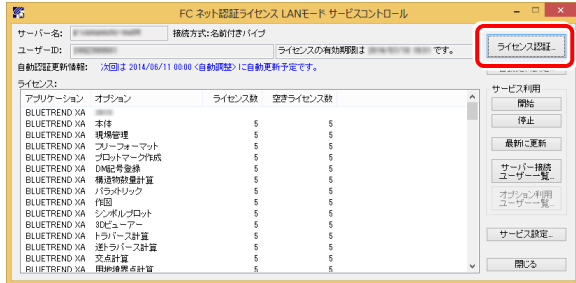 FC ネット認証ライセンス LANモード サービスコントロール
サーバー名: 接続方式:名前付きパイプ
ユーザーID: ライセンスの有効期限は です。
ライセンス認証...
自動認証更新情報: 次回は 2014/06/11 00:00 <自動調整> に自動更新予定です。
ライセンス:
アプリケーション オプション ライセンス数 空きライセンス数
BLUETREND XA
BLUETREND XA 本体 5 5
BLUETREND XA 現場管理 5 5
BLUETREND XA フリーフォーマット 5 5
BLUETREND XA プロットマーク作成 5 5
BLUETREND XA DM記号登録 5 5
BLUETREND XA 構造物数量計算 5 5
BLUETREND XA パラメトリック 5 5
BLUETREND XA 作図 5 5
BLUETREND XA シンボルプロット 5 5
BLUETREND XA 3Dビューアー 5 5
BLUETREND XA トラバース計算 5 5
BLUETREND XA 逆トラバース計算 5 5
BLUETREND XA 交点計算 5 5
BLUETREND XA 用地境界点計算 5 5
サービス利用
開始
停止
最新に更新
サーバー接続
ユーザー一覧...
オプション利用
ユーザー一覧...
サービス設定...
閉じる